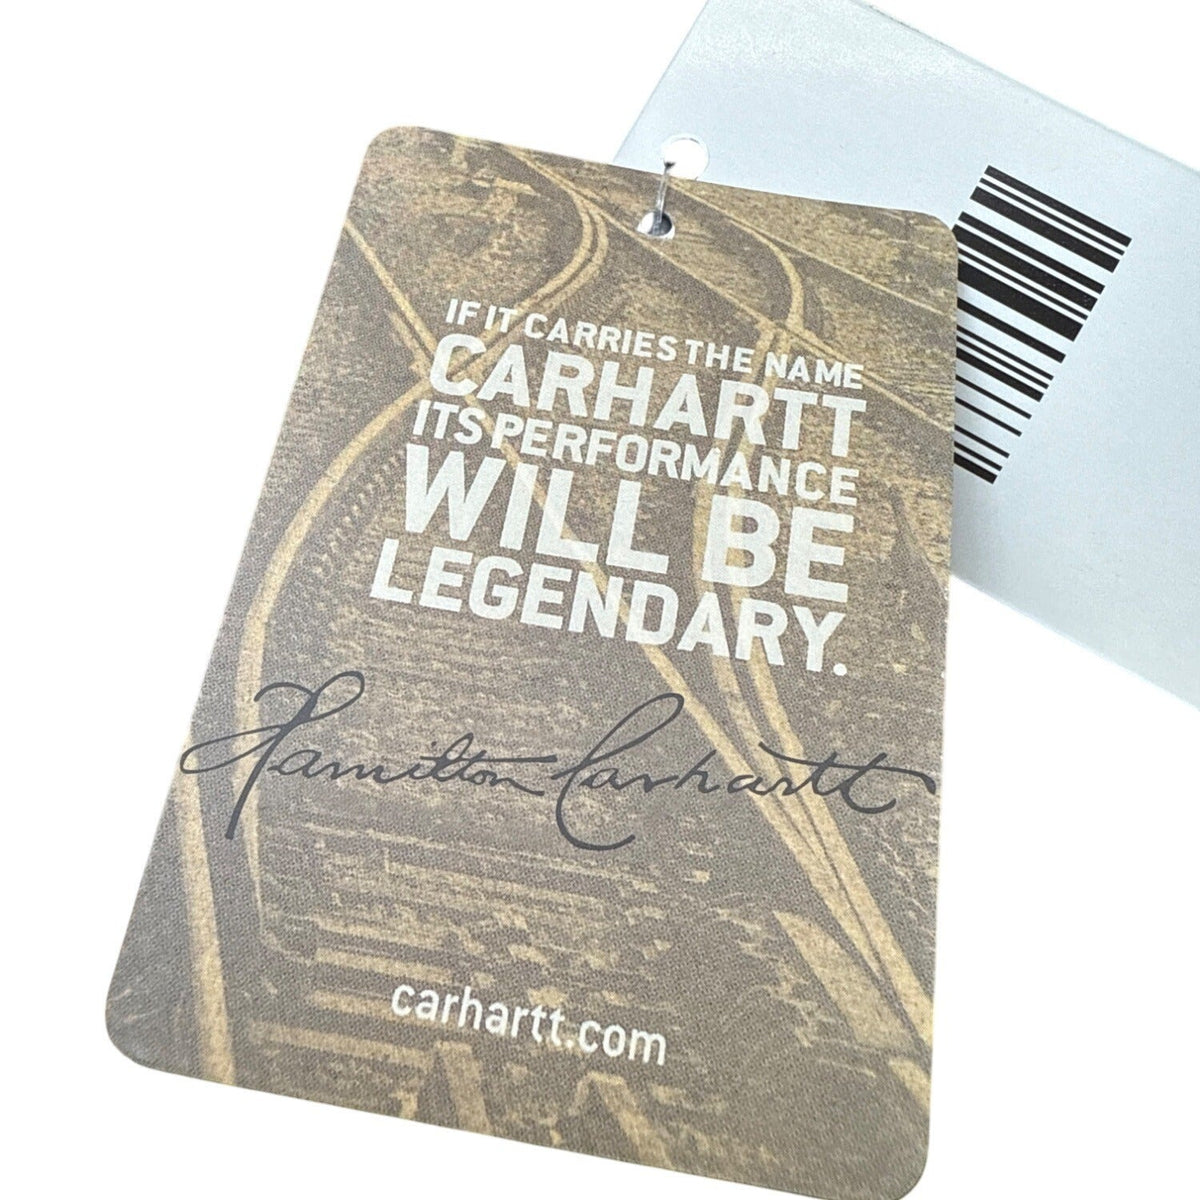 IF IT CARRIES THE NAME
CARHARTT
ITS PERFORMANCE
WILL BE
LEGENDARY.
Hamilton Carhartt
carhartt.com